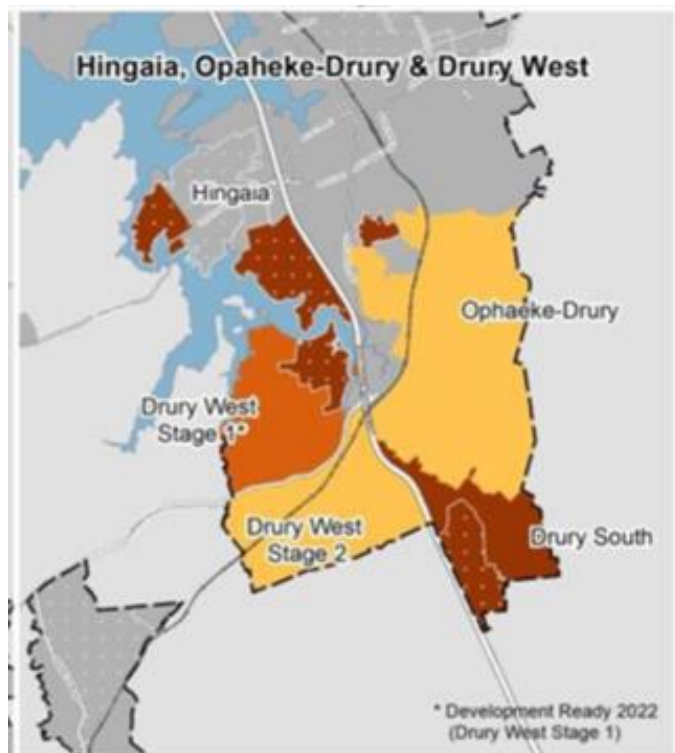 Hingaia, Opaheke-Drury & Drury West
Hingaia
Ophaeke-Drury
Drury West
Stage 1*
Drury West
Stage 2
Drury South
* Development Ready 2022
(Drury West Stage 1)